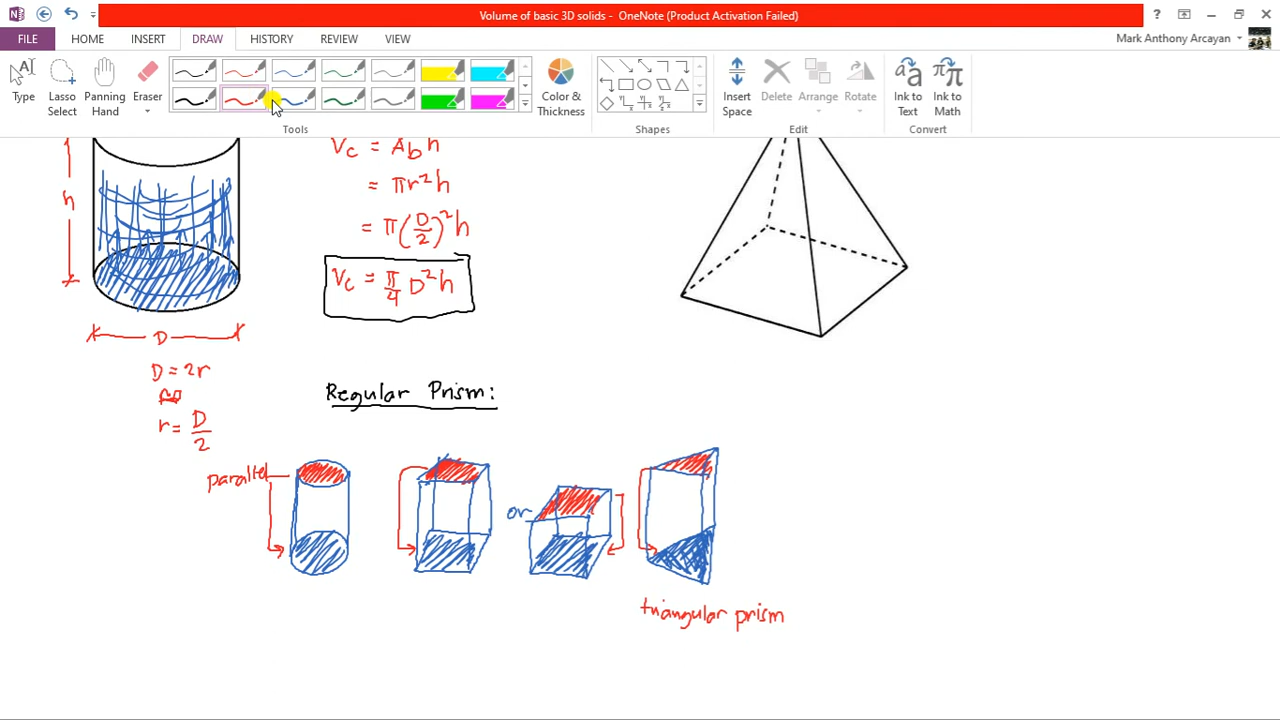 Volume of basic 3D solids - OneNote (Product Activation Failed)
?
FILE HOME INSERT DRAW HISTORY REVIEW VIEW
Mark Anthony Arcayan
Type
Lasso Select
Panning Hand
Eraser
Color & Thickness
Insert Space
Delete
Arrange
Rotate
Ink to Text
Ink to Math
Tools
Shapes
Edit
Convert
h
Vc = Ab h
= πr²h
= π(D/2)²h
Vc = π/4 D²h
D
D = 2r
r = D/2
Regular Prism:
parallel
or
triangular prism